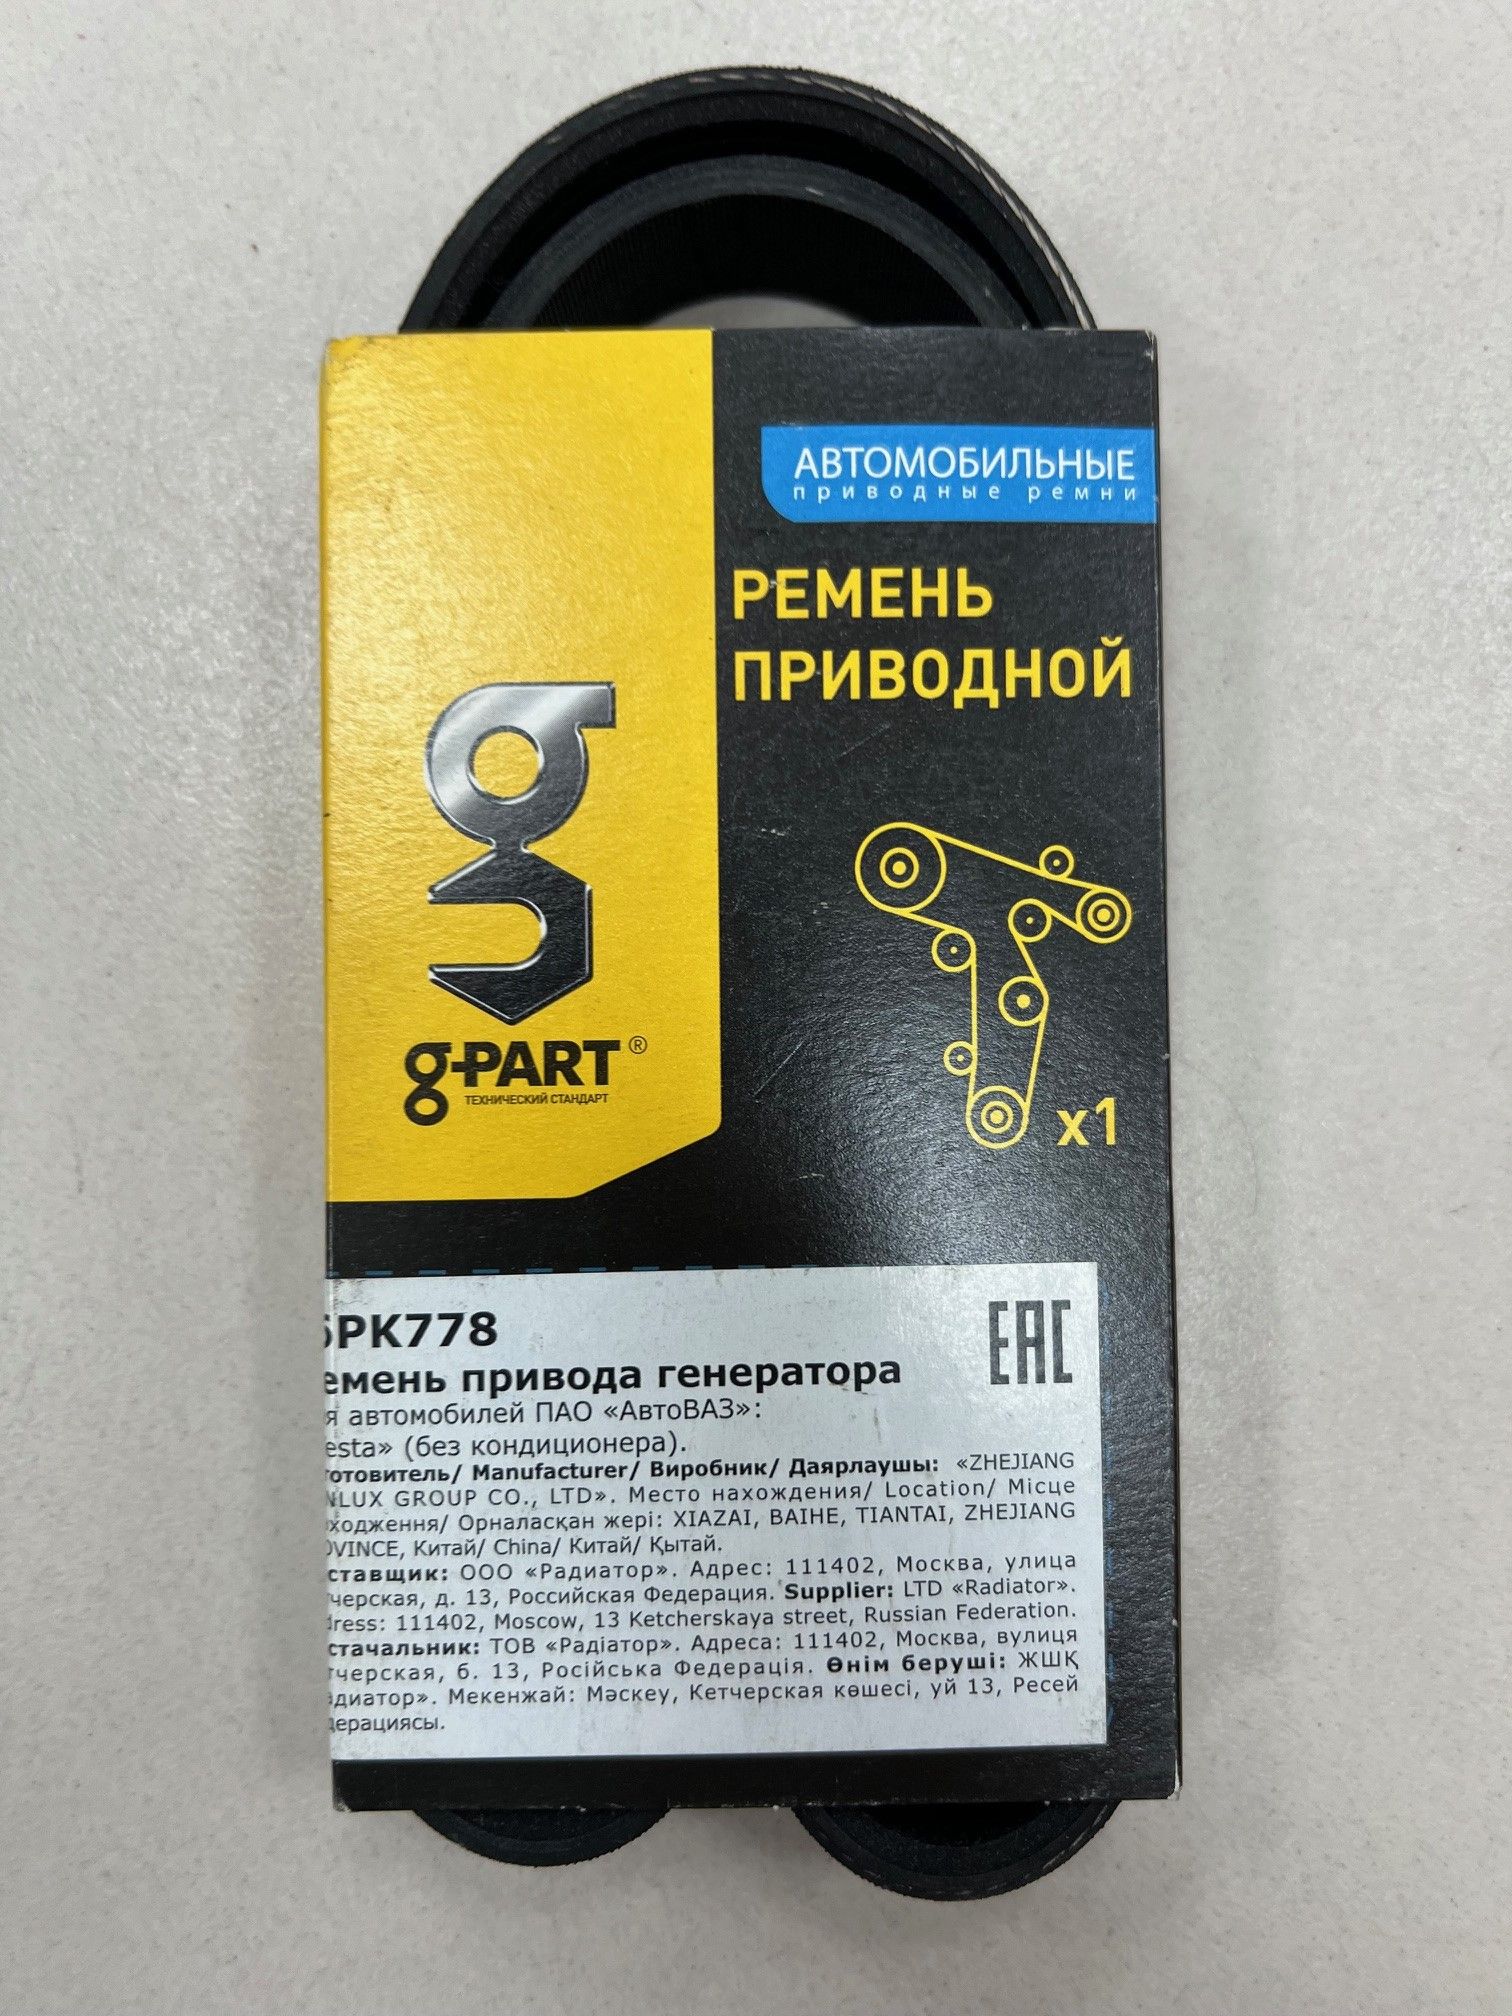 АВТОМОБИЛЬНЫЕ
приводные ремни
РЕМЕНЬ
ПРИВОДНОЙ
g-PART®
ТЕХНИЧЕСКИЙ СТАНДАРТ
x1
6PK778
EAC
емень привода генератора
я автомобилей ПАО «АвтоВАЗ»:
esta» (без кондиционера).
готовитель/ Manufacturer/ Виробник/ Даярлаушы: «ZHEJIANG
NLUX GROUP CO., LTD». Место нахождения/ Location/ Місце
ходження/ Орналасқан жері: XIAZAI, BAIHE, TIANTAI, ZHEJIANG
OVINCE, Китай/ China/ Китай/ Қытай.
ставщик: ООО «Радиатор». Адрес: 111402, Москва, улица
черская, д. 13, Российская Федерация. Supplier: LTD «Radiator».
dress: 111402, Moscow, 13 Ketcherskaya street, Russian Federation.
стачальник: ТОВ «Радіатор». Адреса: 111402, Москва, вулиця
тчерская, б. 13, Російська Федерація. Өнім беруші: ЖШҚ
адиатор». Мекенжай: Мәскеу, Кетчерская көшесі, уй 13, Ресей
дерациясы.